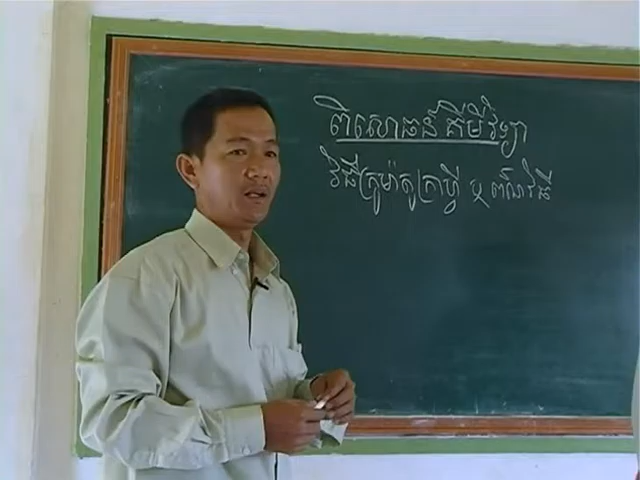 ពិសោធន៍ គីមីវិទ្យា
វិធីក្រូម៉ាតូក្រាហ្វី ឬ ពណ៌វិធី